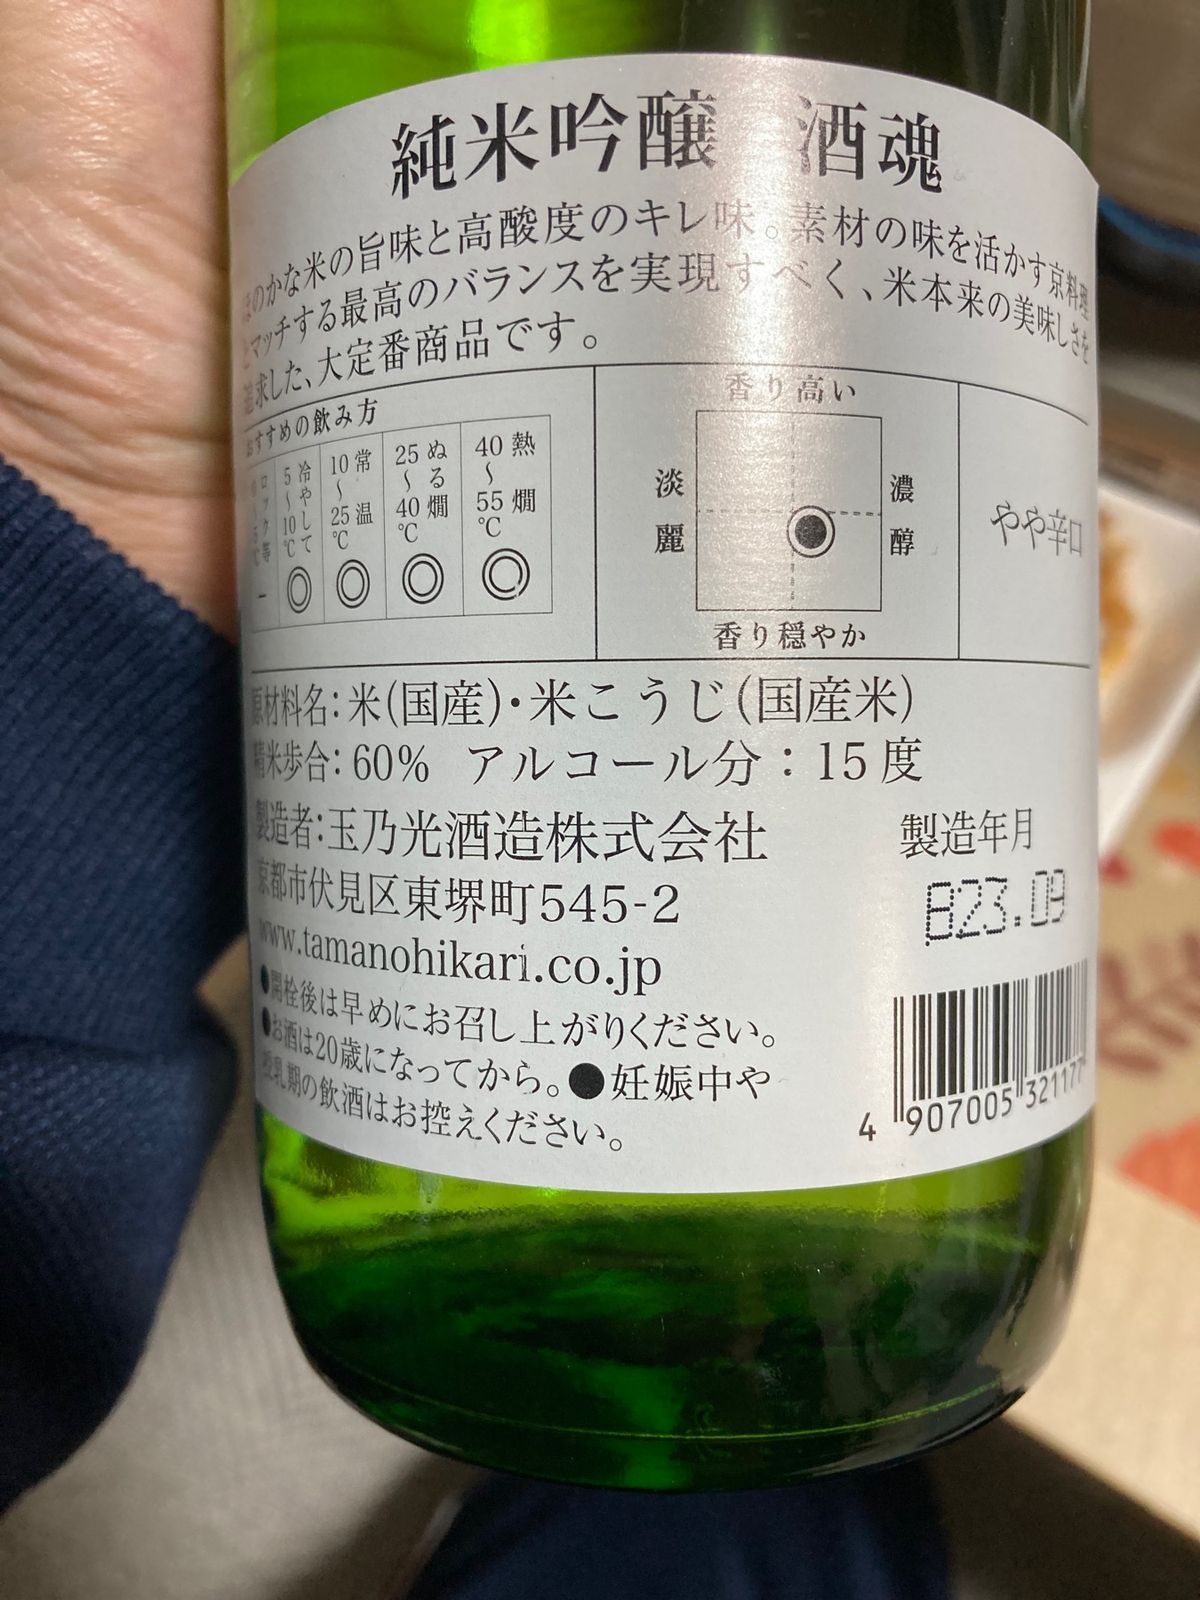 純米吟醸 酒魂
ほのかな米の旨味と高酸度のキレ味。素材の味を活かす京料理
とマッチする最高のバランスを実現すべく、米本来の美味しさを
追求した、大定番商品です。
おすすめの飲み方
ロック等
—
冷やして
5〜10℃
◎
常温
10〜25℃
◎
ぬる燗
25〜40℃
◎
熱燗
40〜55℃
◎
香り高い
淡麗
濃醇
香り穏やか
やや辛口
原材料名：米(国産)・米こうじ(国産米)
精米歩合：60% アルコール分：15度
製造者：玉乃光酒造株式会社
京都市伏見区東堺町545-2
www.tamanohikari.co.jp
製造年月
B23.09
●開栓後は早めにお召し上がりください。
●お酒は20歳になってから。●妊娠中や
授乳期の飲酒はお控えください。
4 907005 321177